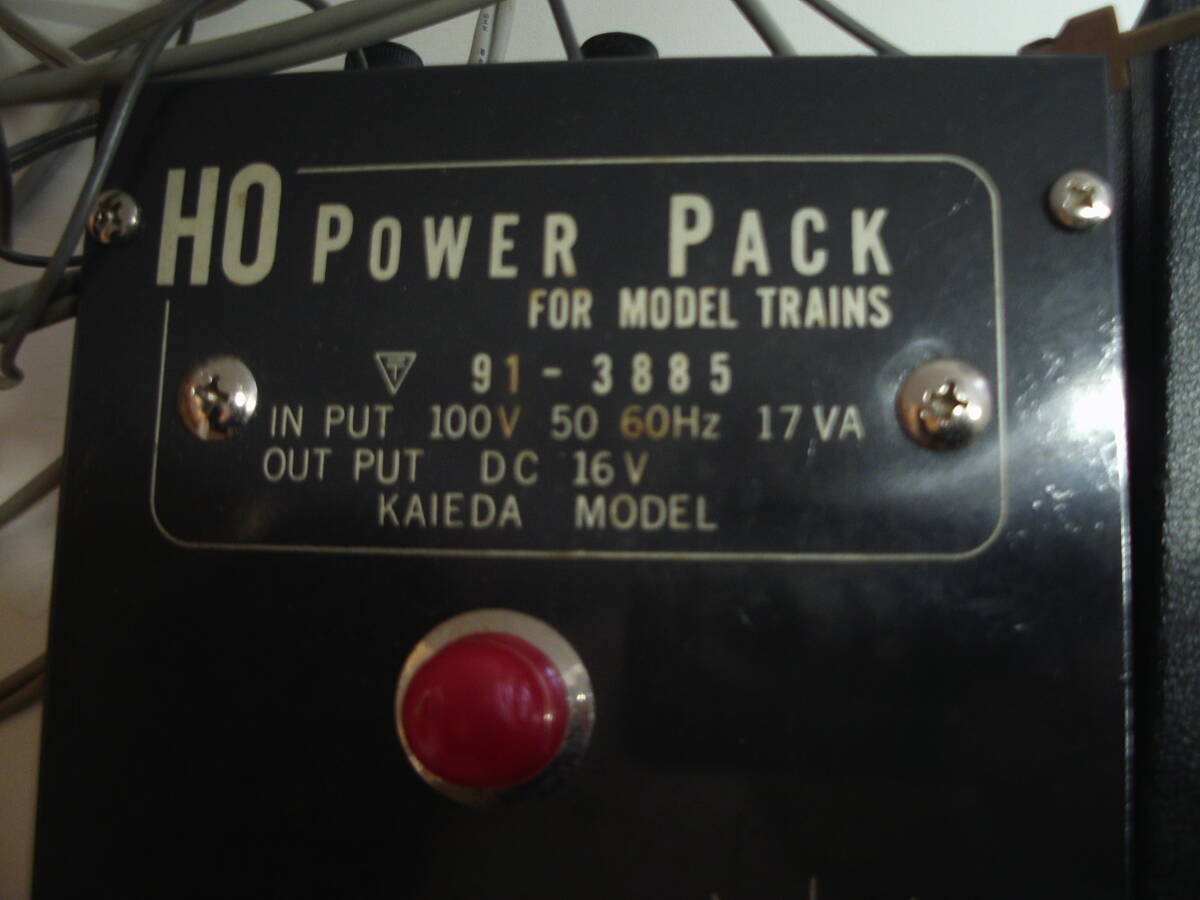 HO POWER PACK
FOR MODEL TRAINS
91-3885
IN PUT 100V 50 60Hz 17VA
OUT PUT DC 16V
KAIEDA MODEL